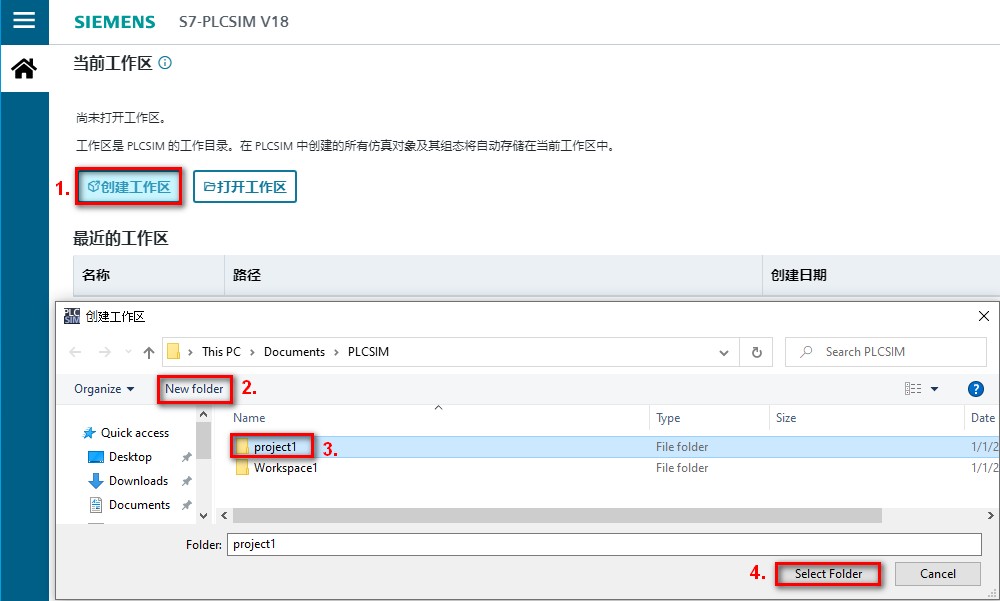 SIEMENS S7-PLCSIM V18
当前工作区
尚未打开工作区。
工作区是 PLCSIM 的工作目录。在 PLCSIM 中创建的所有仿真对象及其组态将自动存储在当前工作区中。
1. 创建工作区 打开工作区
最近的工作区
名称 路径 创建日期
PLC SIM 创建工作区
This PC Documents PLCSIM Search PLCSIM
Organize New folder 2.
Name Type Size Date
Quick access
Desktop
Downloads
Documents
project1 3. File folder 1/1/2
Workspace1 File folder 1/1/2
Folder: project1
4. Select Folder Cancel